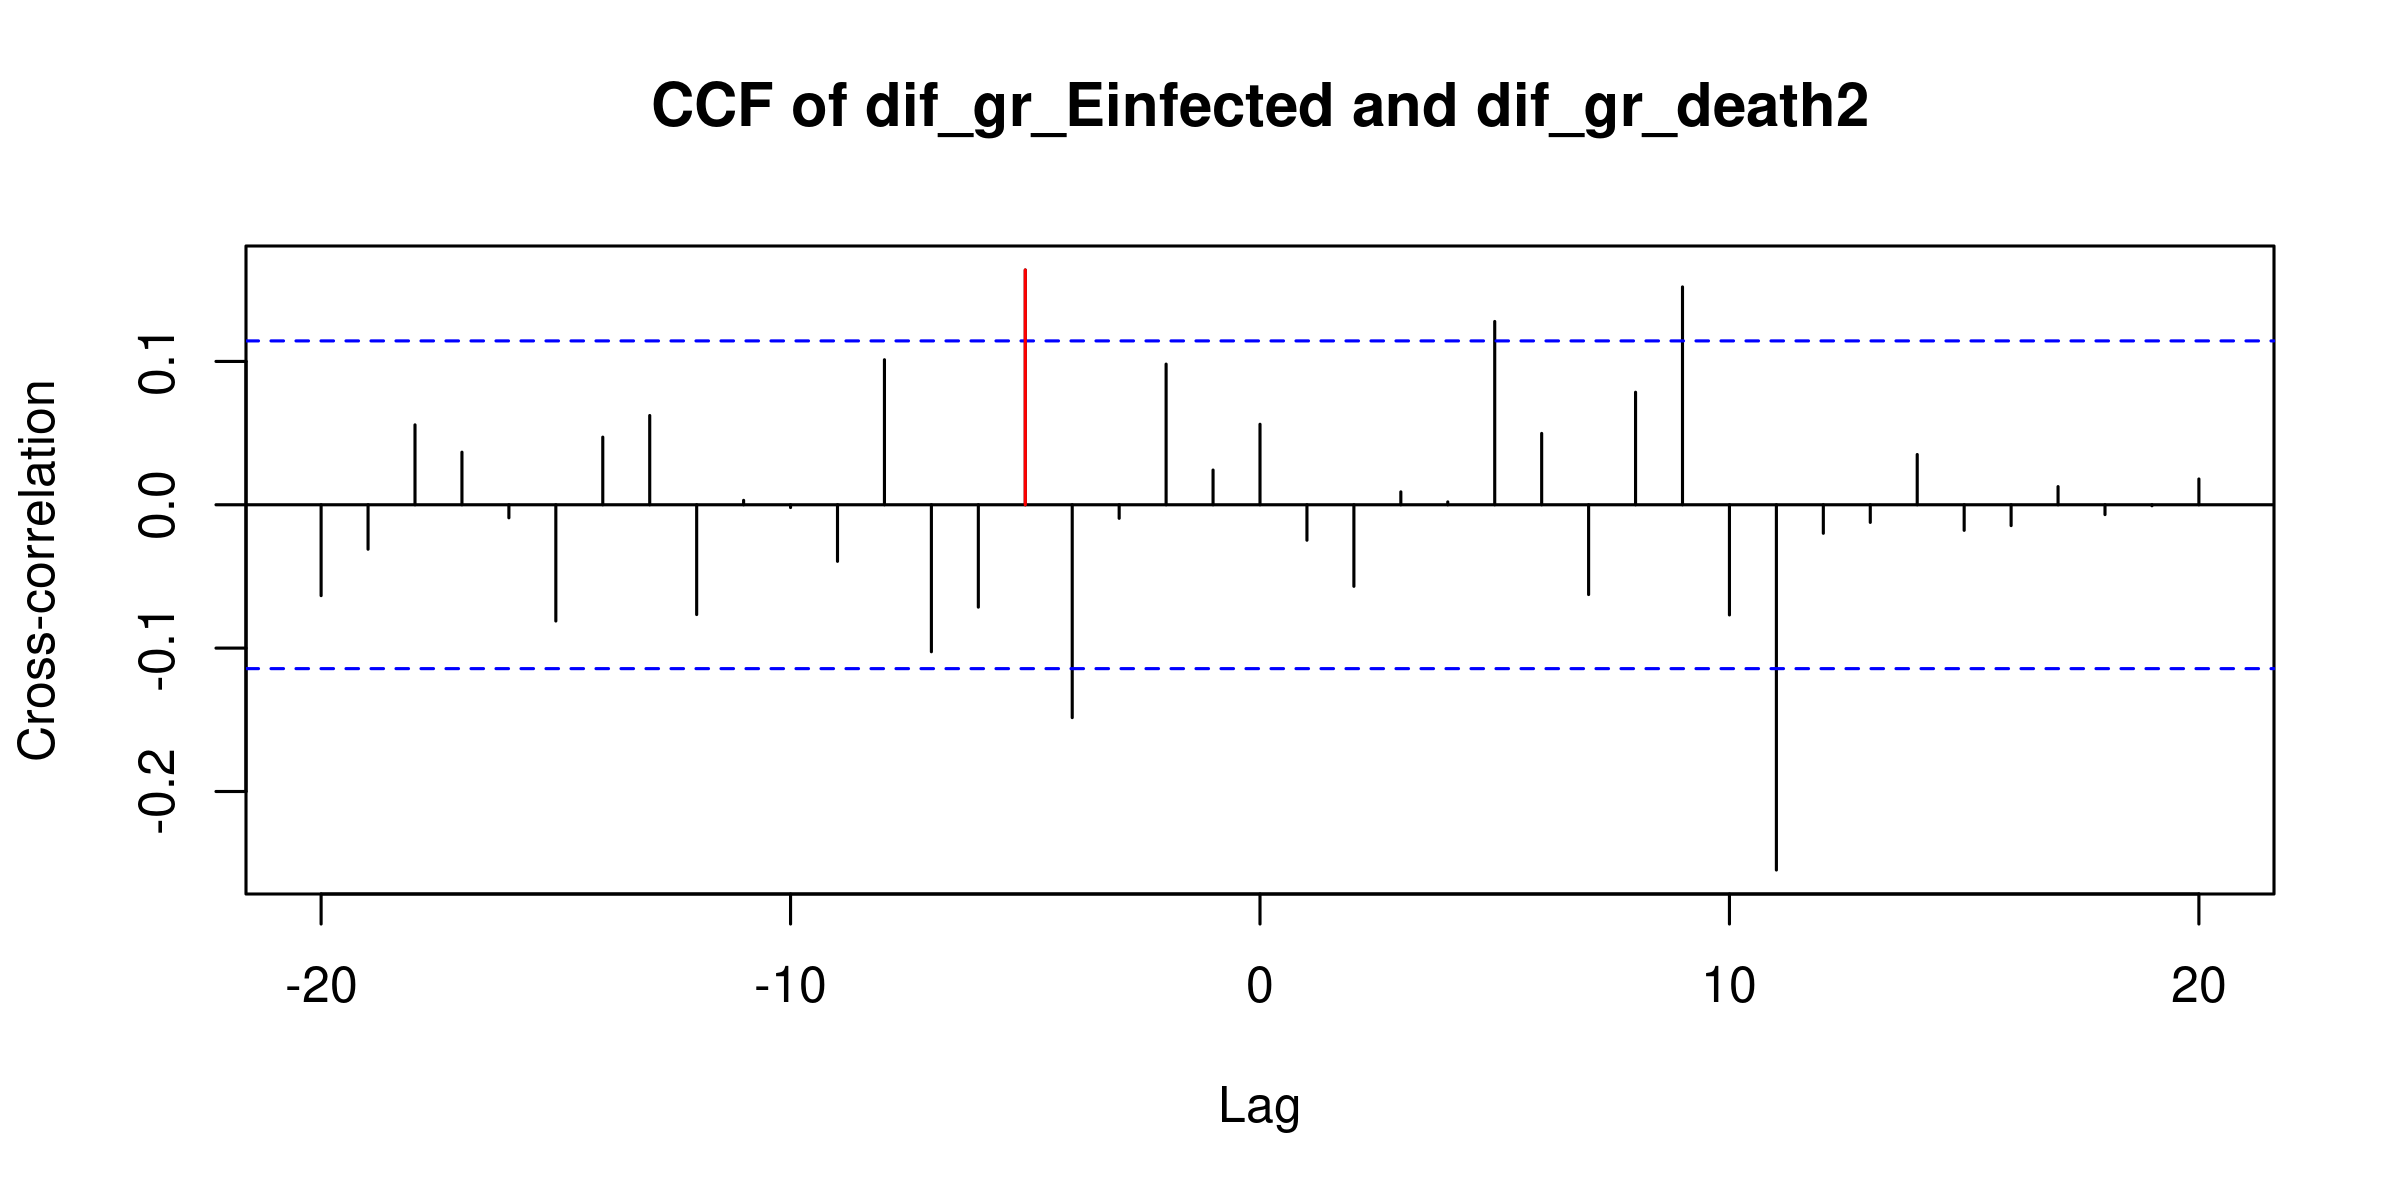 CCF of dif_gr_Einfected and dif_gr_death2
Cross-correlation
0.1
0.0
-0.1
-0.2
-20 -10 0 10 20
Lag